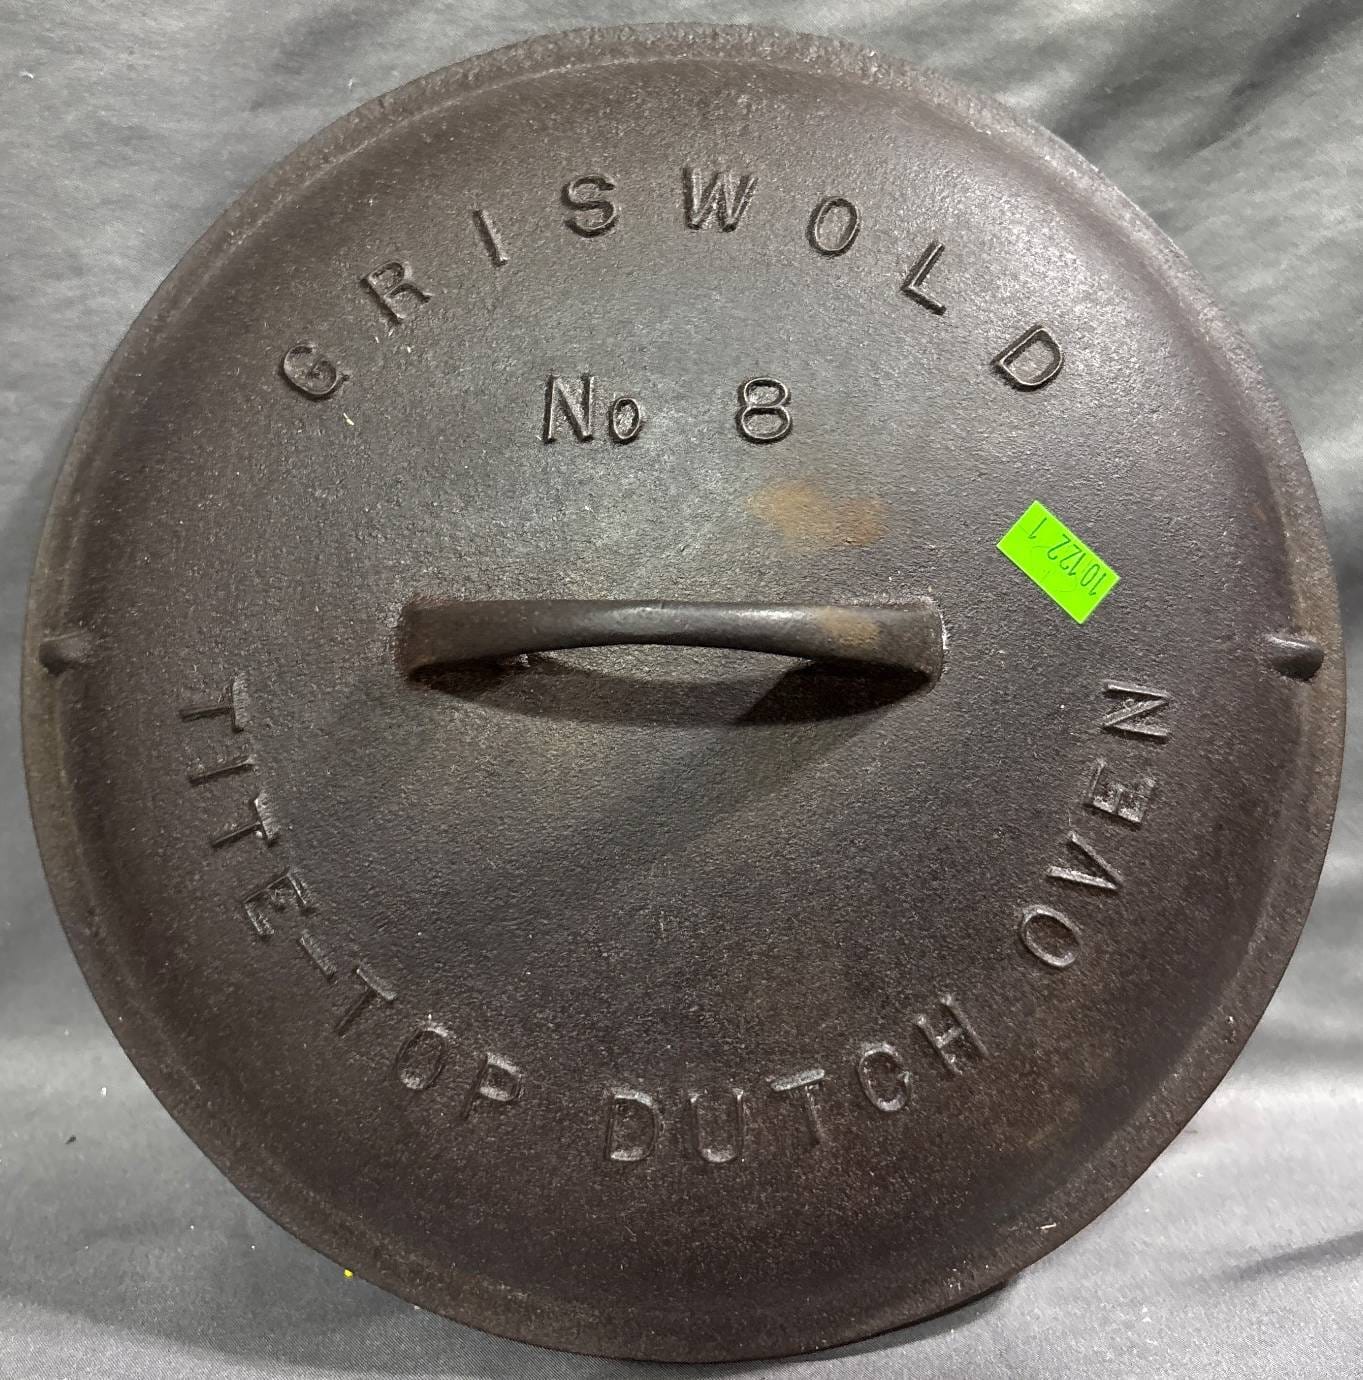 GRISWOLD
No 8
10122 1
TITE-TOP DUTCH OVEN